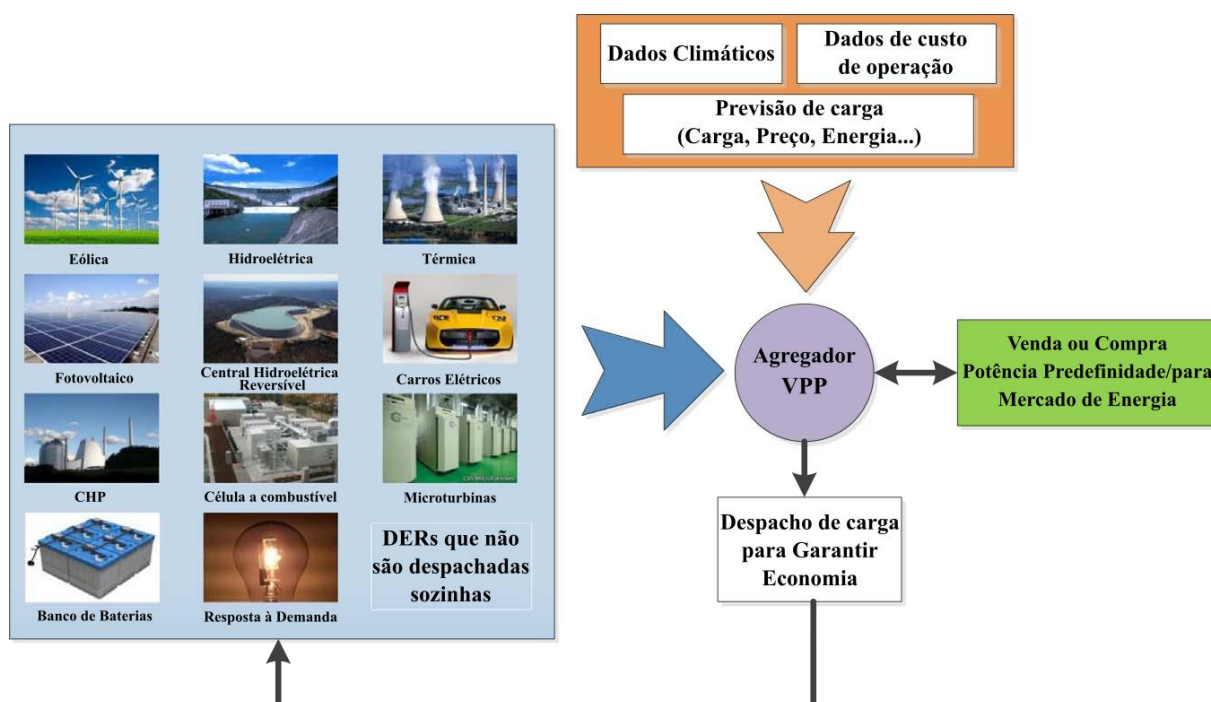 Dados Climáticos
Dados de custo
de operação
Previsão de carga
(Carga, Preço, Energia...)
Eólica
Hidroelétrica
Térmica
Fotovoltaico
Central Hidroelétrica
Reversível
Carros Elétricos
CHP
Célula a combustível
Microturbinas
Banco de Baterias
Resposta à Demanda
DERs que não
são despachadas
sozinhas
Agregador
VPP
Venda ou Compra
Potência Predefinidade/para
Mercado de Energia
Despacho de carga
para Garantir
Economia